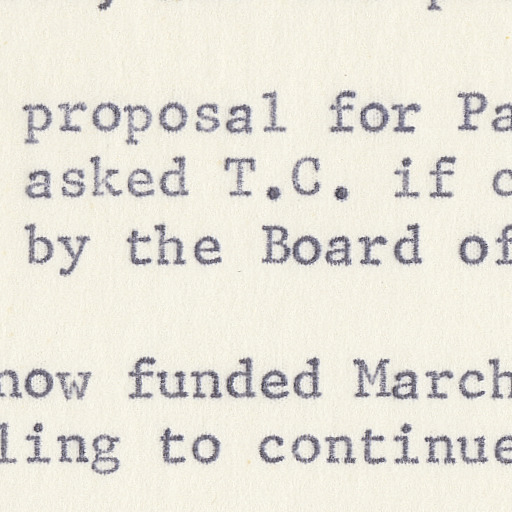 proposal for Pa
asked T.C. if c
by the Board of
now funded March
ling to continue